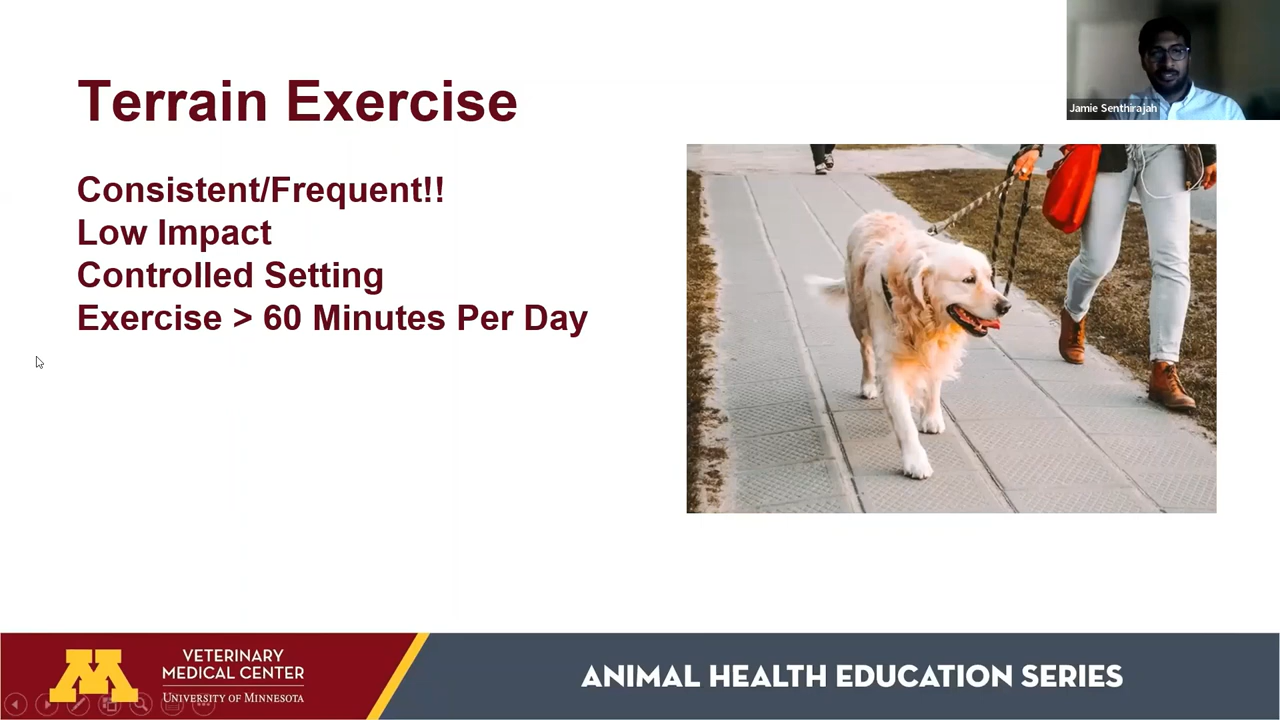 Terrain Exercise
Jamie Senthirajah
Consistent/Frequent!!
Low Impact
Controlled Setting
Exercise > 60 Minutes Per Day
M
VETERINARY
MEDICAL CENTER
UNIVERSITY OF MINNESOTA
ANIMAL HEALTH EDUCATION SERIES